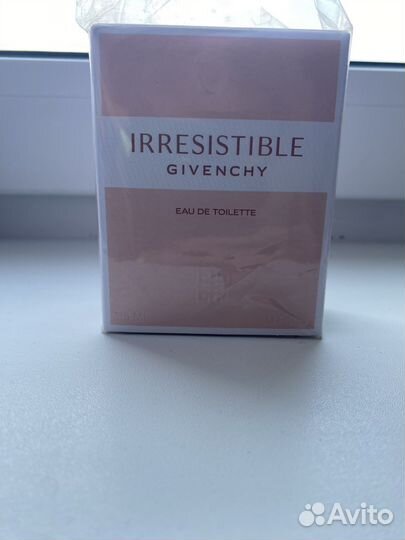 IRRESISTIBLE
GIVENCHY
EAU DE TOILETTE
Avito